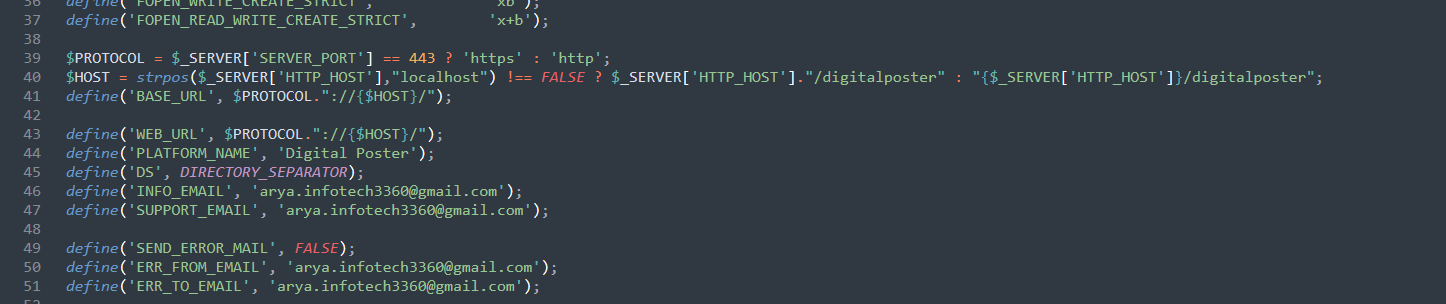 36 define('FOPEN_WRITE_CREATE_STRICT', 'xb');
37 define('FOPEN_READ_WRITE_CREATE_STRICT', 'x+b');
38
39 $PROTOCOL = $_SERVER['SERVER_PORT'] == 443 ? 'https' : 'http';
40 $HOST = strpos($_SERVER['HTTP_HOST'],"localhost") !== FALSE ? $_SERVER['HTTP_HOST']."/digitalposter" : "{$_SERVER['HTTP_HOST']}/digitalposter";
41 define('BASE_URL', $PROTOCOL."://{$HOST}/");
42
43 define('WEB_URL', $PROTOCOL."://{$HOST}/");
44 define('PLATFORM_NAME', 'Digital Poster');
45 define('DS', DIRECTORY_SEPARATOR);
46 define('INFO_EMAIL', 'arya.infotech3360@gmail.com');
47 define('SUPPORT_EMAIL', 'arya.infotech3360@gmail.com');
48
49 define('SEND_ERROR_MAIL', FALSE);
50 define('ERR_FROM_EMAIL', 'arya.infotech3360@gmail.com');
51 define('ERR_TO_EMAIL', 'arya.infotech3360@gmail.com');
52